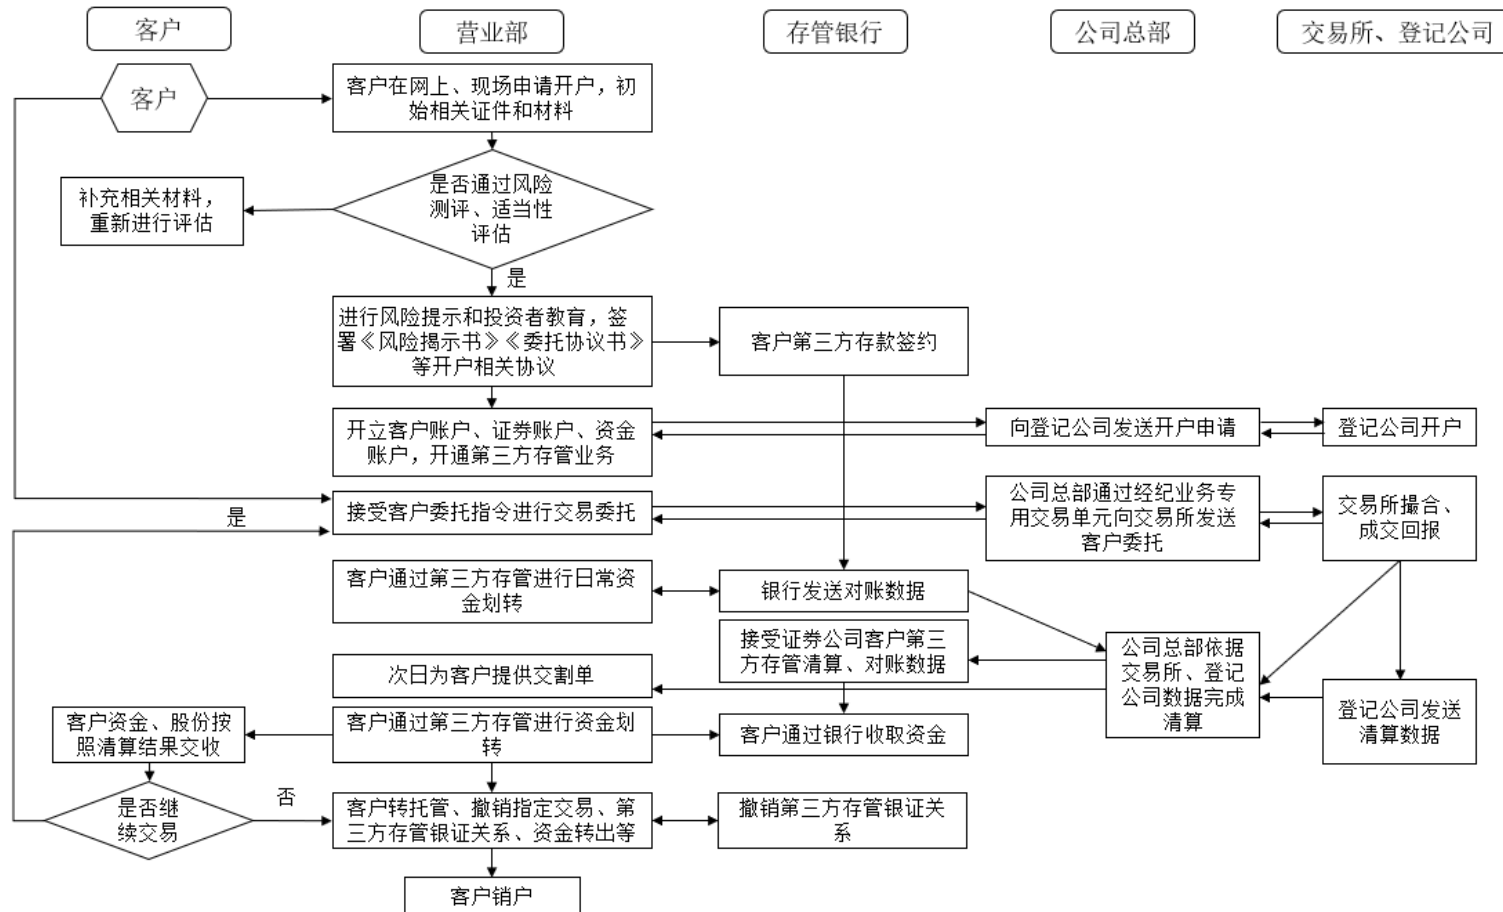 客户
营业部
存管银行
公司总部
交易所、登记公司
客户
客户在网上、现场申请开户，初
始相关证件和材料
是否通过风险
测评、适当性
评估
补充相关材料，
重新进行评估
是
进行风险提示和投资者教育，签
署《风险揭示书》《委托协议书》
等开户相关协议
客户第三方存款签约
开立客户账户、证券账户、资金
账户，开通第三方存管业务
向登记公司发送开户申请
登记公司开户
是
接受客户委托指令进行交易委托
公司总部通过经纪业务专
用交易单元向交易所发送
客户委托
交易所撮合、
成交回报
客户通过第三方存管进行日常资
金划转
银行发送对账数据
接受证券公司客户第三
方存管清算、对账数据
公司总部依据
交易所、登记
公司数据完成
清算
次日为客户提供交割单
登记公司发送
清算数据
客户资金、股份按
照清算结果交收
客户通过第三方存管进行资金划
转
客户通过银行收取资金
是否继
续交易
否
客户转托管、撤销指定交易、第
三方存管银证关系、资金转出等
撤销第三方存管银证关
系
客户销户